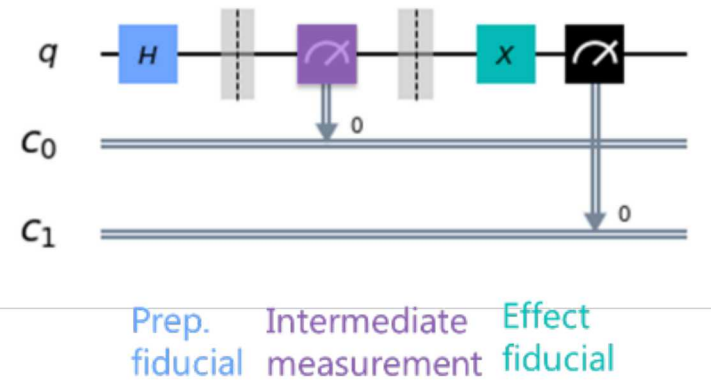 q H X
C0 0
C1 0
Prep. Intermediate Effect
fiducial measurement fiducial